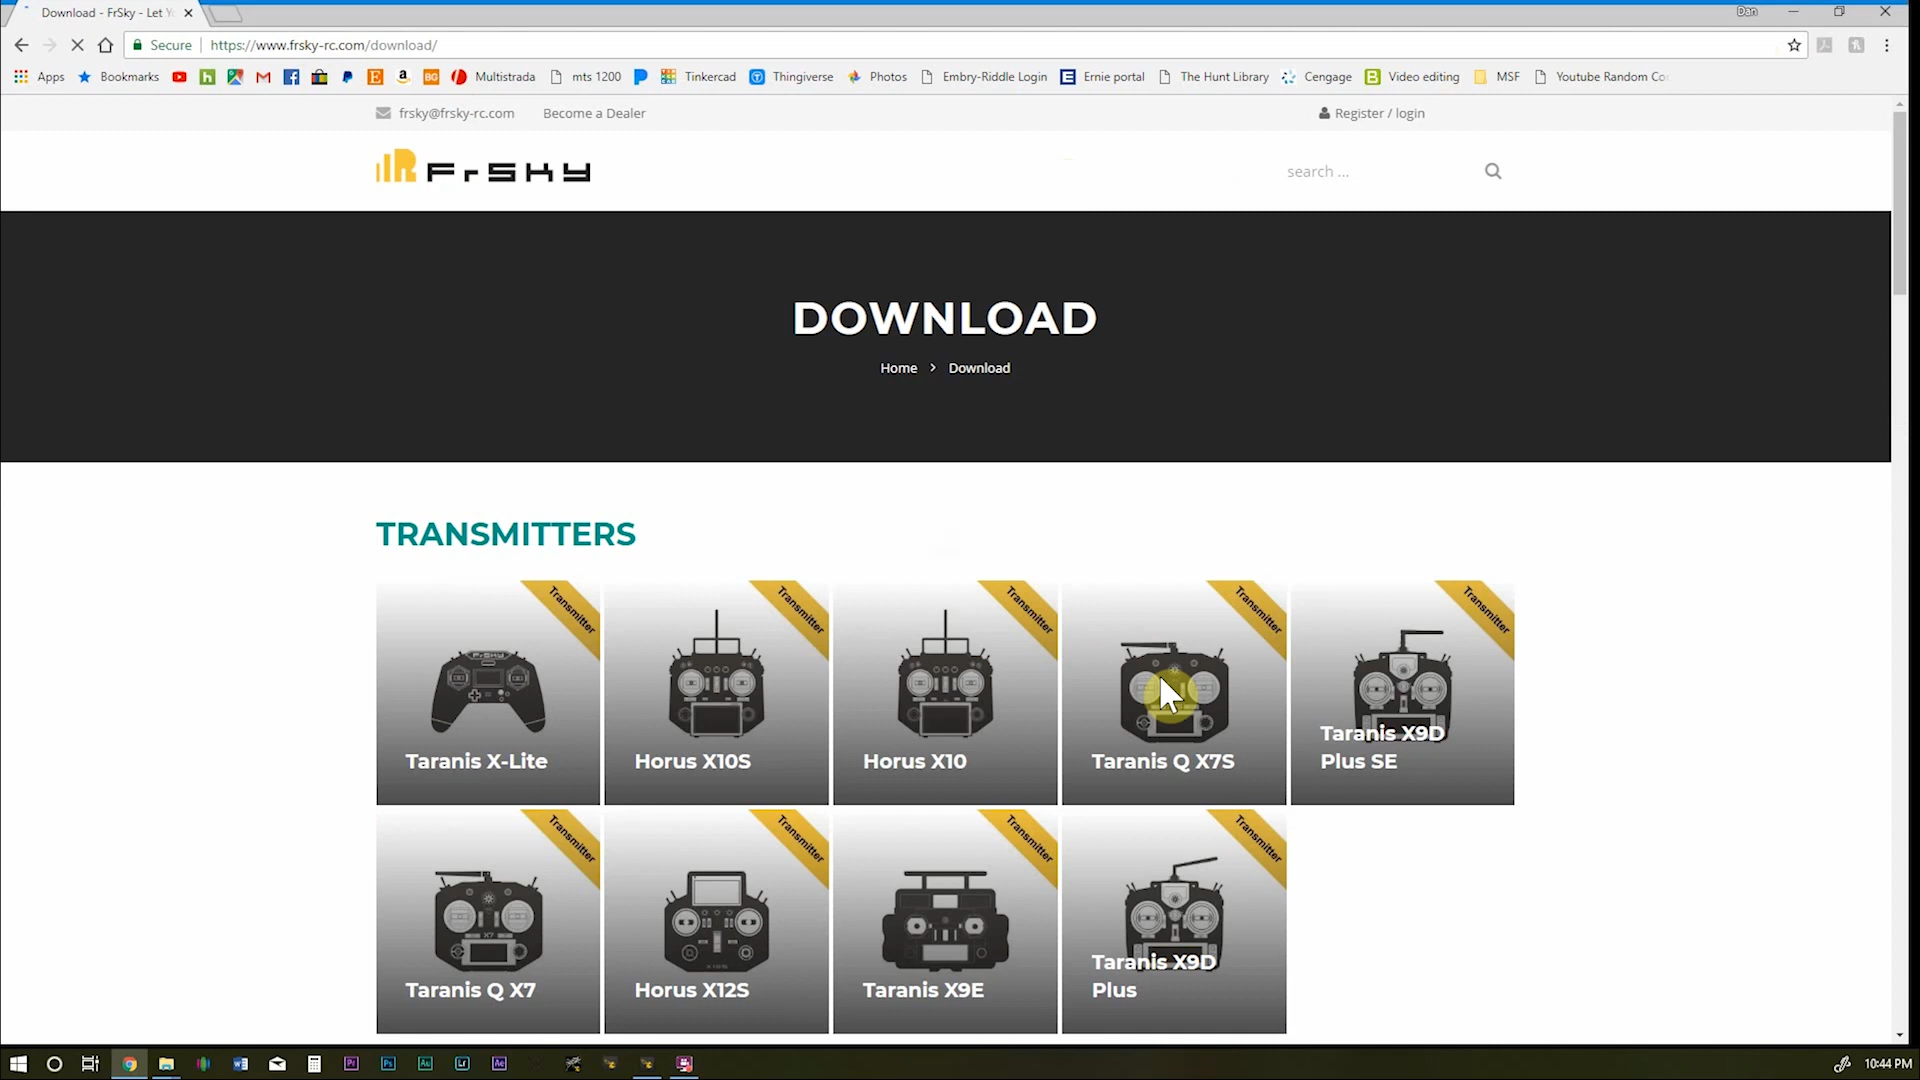 Download - FrSky - Let Y
Dan
Secure https://www.frsky-rc.com/download/
Apps Bookmarks Multistrada mts 1200 Tinkercad Thingiverse Photos Embry-Riddle Login Ernie portal The Hunt Library Cengage Video editing MSF Youtube Random Co
frsky@frsky-rc.com Become a Dealer Register / login
FrSKY search ...
DOWNLOAD
Home > Download
TRANSMITTERS
Transmitter Transmitter Transmitter Transmitter Transmitter
Taranis X-Lite Horus X10S Horus X10 Taranis Q X7S Taranis X9D
Plus SE
Transmitter Transmitter Transmitter Transmitter
Taranis Q X7 Horus X12S Taranis X9E Taranis X9D
Plus
10:44 PM